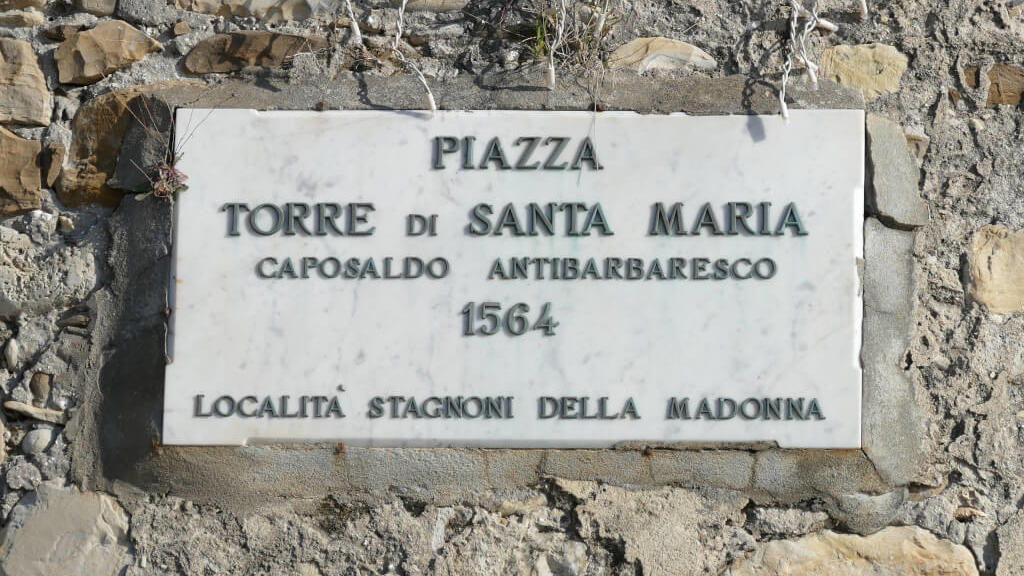 PIAZZA
TORRE DI SANTA MARIA
CAPOSALDO ANTIBARBARESCO
1564
LOCALITÀ STAGNONI DELLA MADONNA